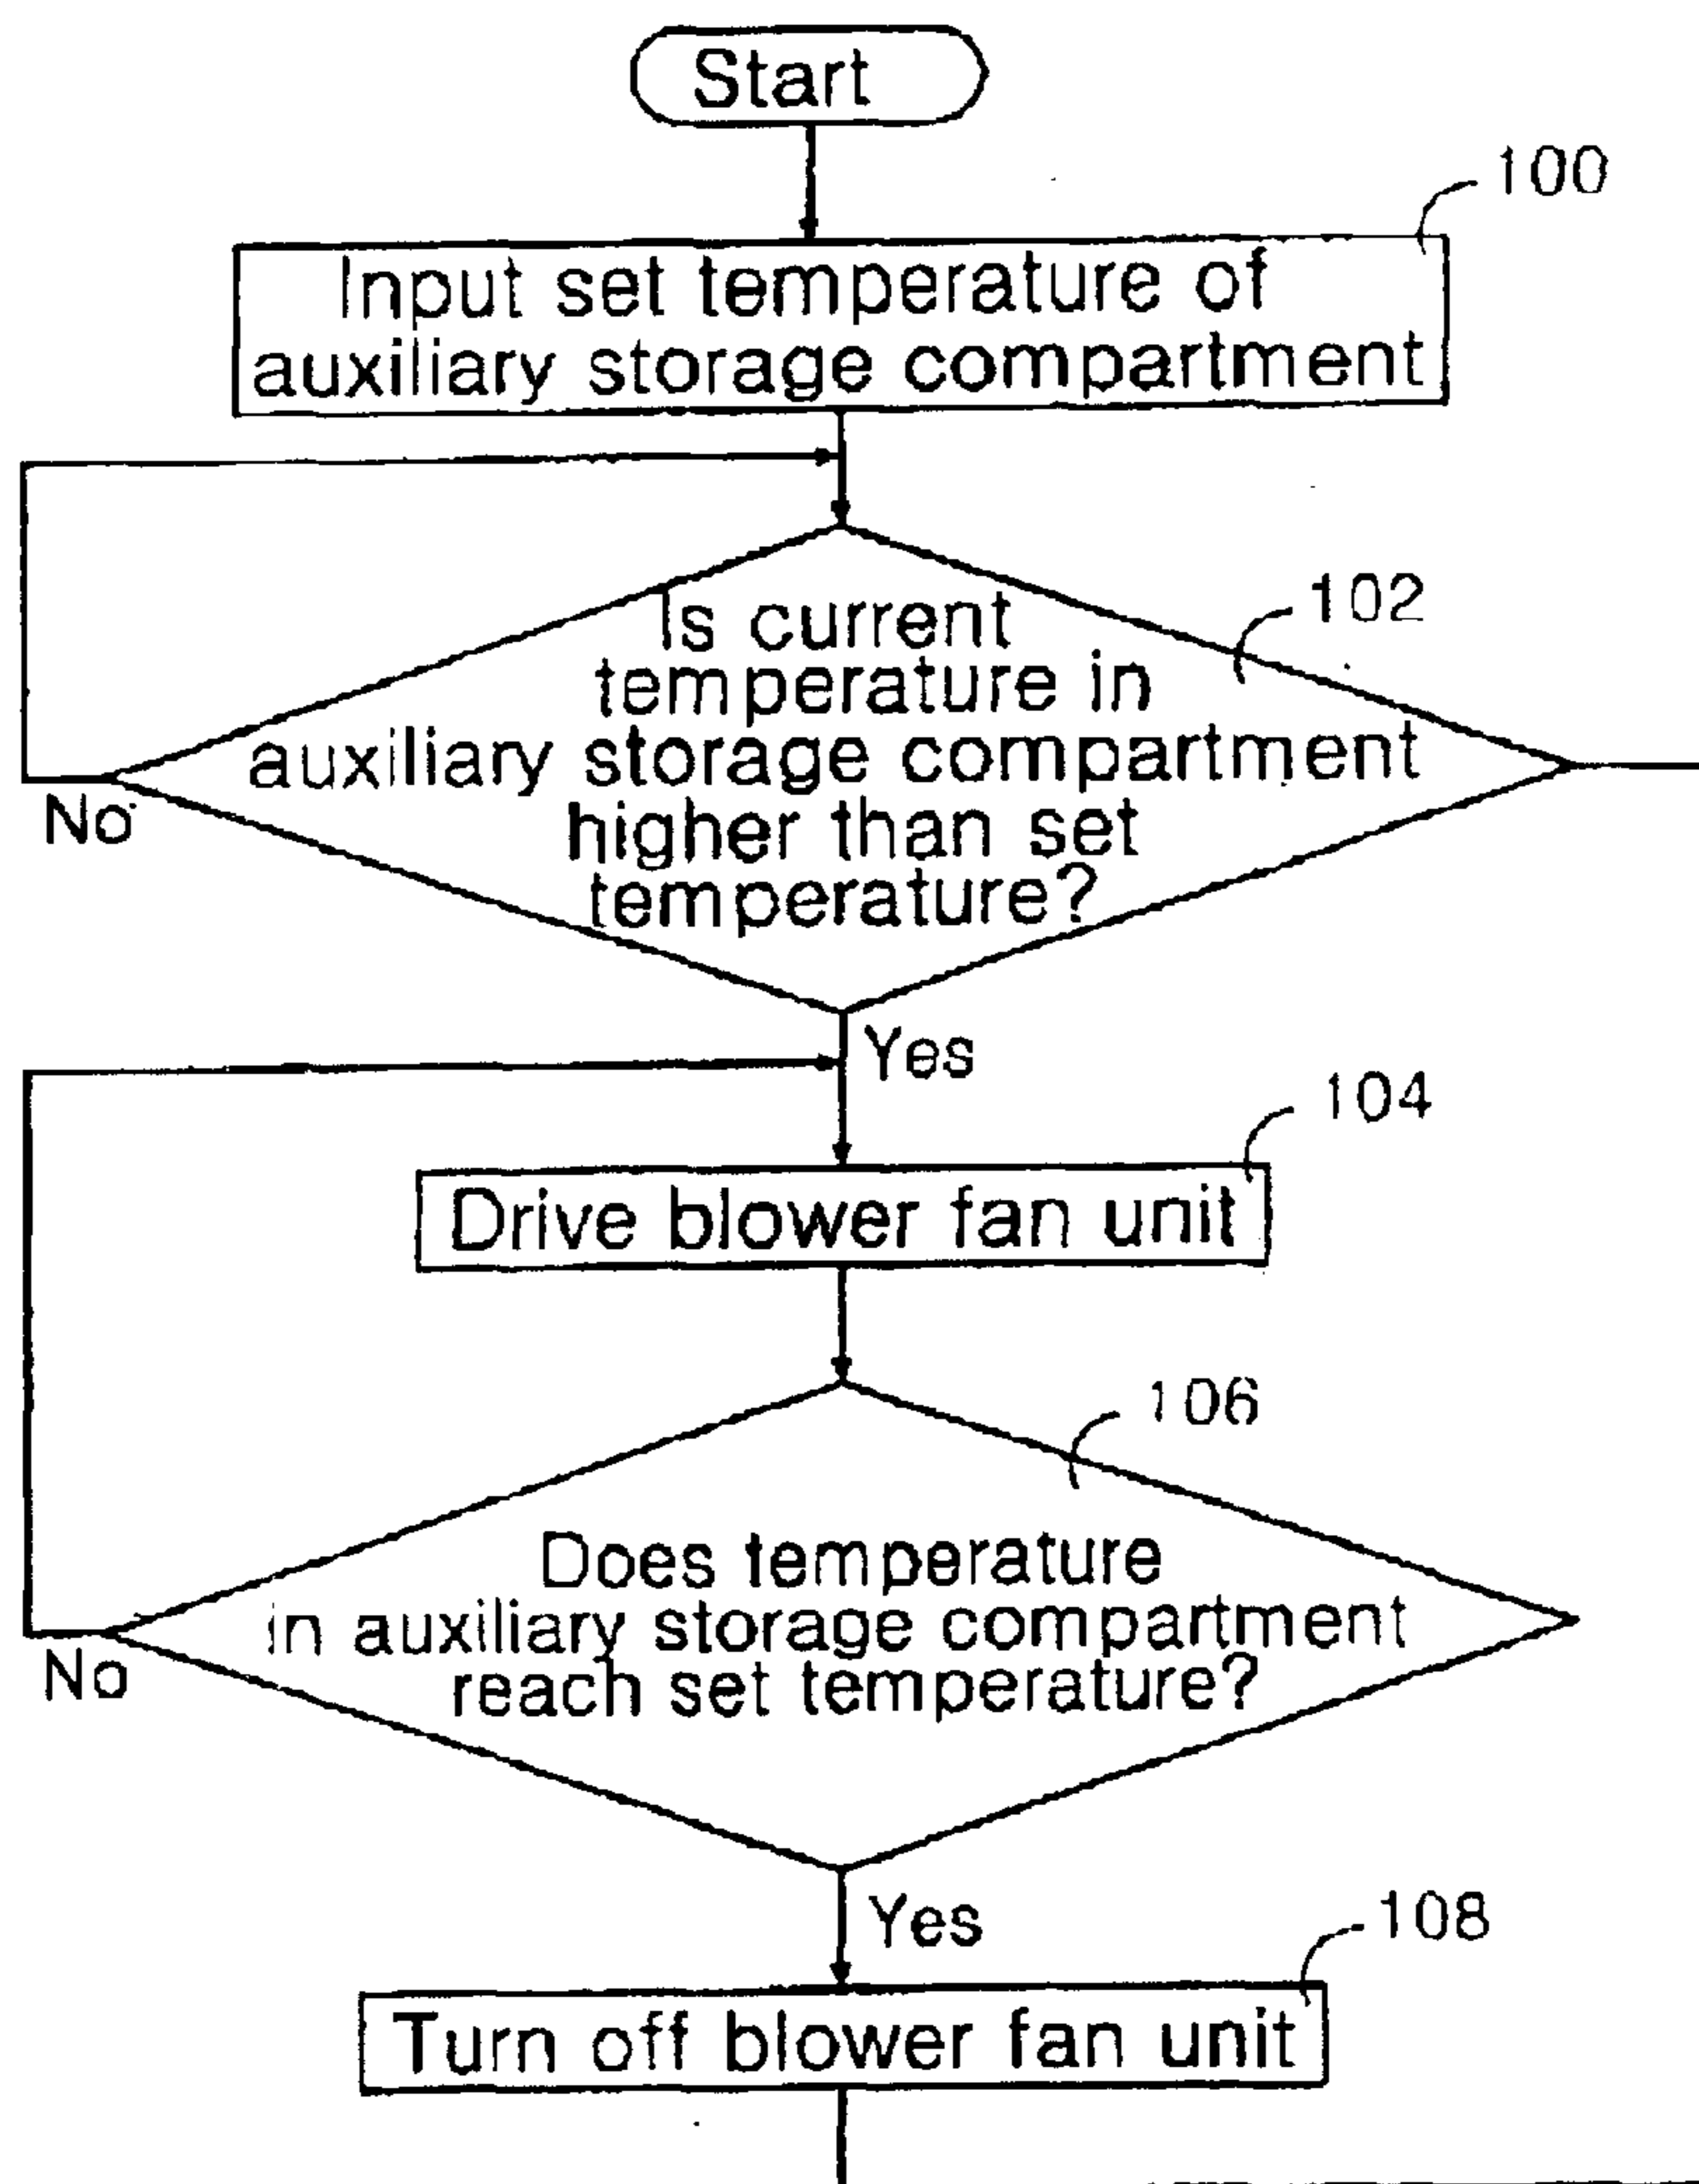 Start
100
Input set temperature of
auxiliary storage compartment
102
Is current
temperature in
auxiliary storage compartment
higher than set
temperature?
No
Yes
104
Drive blower fan unit
106
Does temperature
in auxiliary storage compartment
reach set temperature?
No
Yes
108
Turn off blower fan unit